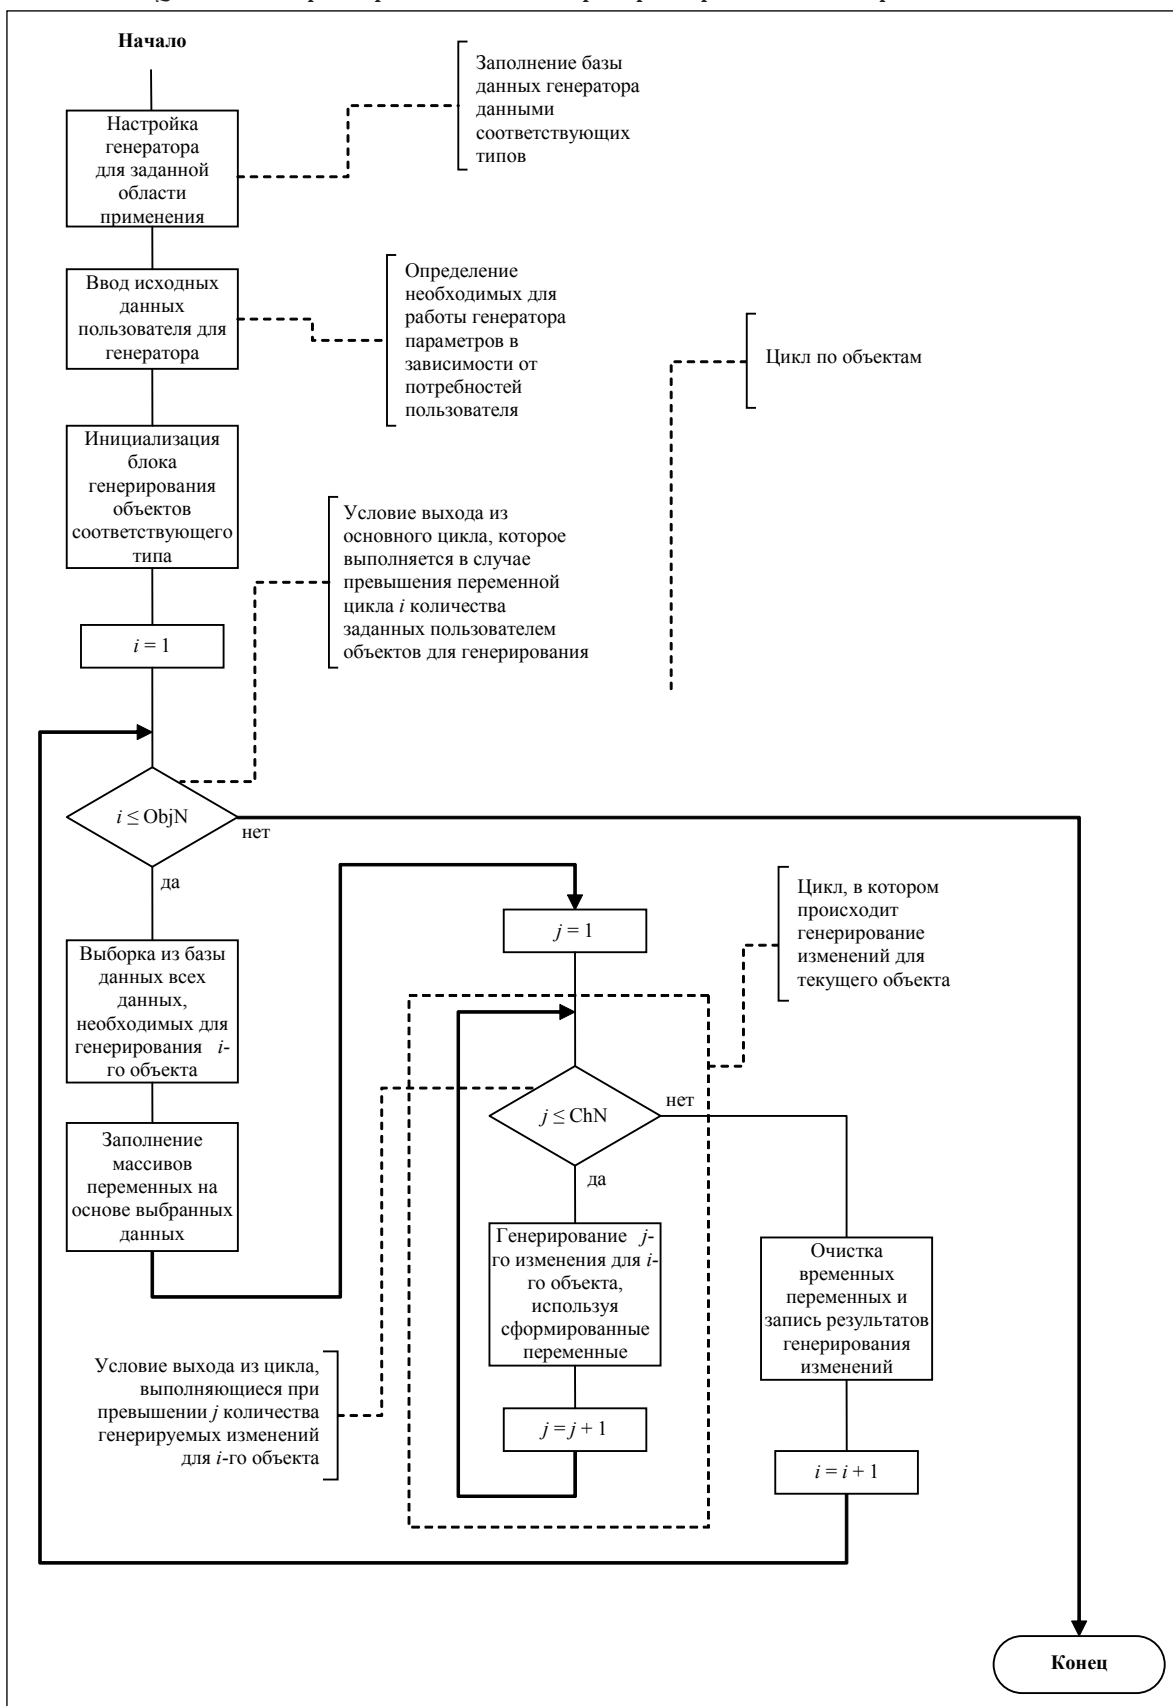 Начало
Заполнение базы
данных генератора
данными
соответствующих
типов
Настройка
генератора
для заданной
области
применения
Ввод исходных
данных
пользователя для
генератора
Определение
необходимых для
работы генератора
параметров в
зависимости от
потребностей
пользователя
Цикл по объектам
Инициализация
блока
генерирования
объектов
соответствующего
типа
Условие выхода из
основного цикла, которое
выполняется в случае
превышения переменной
цикла i количества
заданных пользователем
объектов для генерирования
i = 1
i ≤ ObjN
нет
да
Выборка из базы
данных всех
данных,
необходимых для
генерирования i-
го объекта
Заполнение
массивов
переменных на
основе выбранных
данных
j = 1
Цикл, в котором
происходит
генерирование
изменений для
текущего объекта
j ≤ ChN
нет
да
Генерирование j-
го изменения для i-
го объекта,
используя
сформированные
переменные
Очистка
временных
переменных и
запись результатов
генерирования
изменений
Условие выхода из цикла,
выполняющиеся при
превышении j количества
генерируемых изменений
для i-го объекта
j = j + 1
i = i + 1
Конец